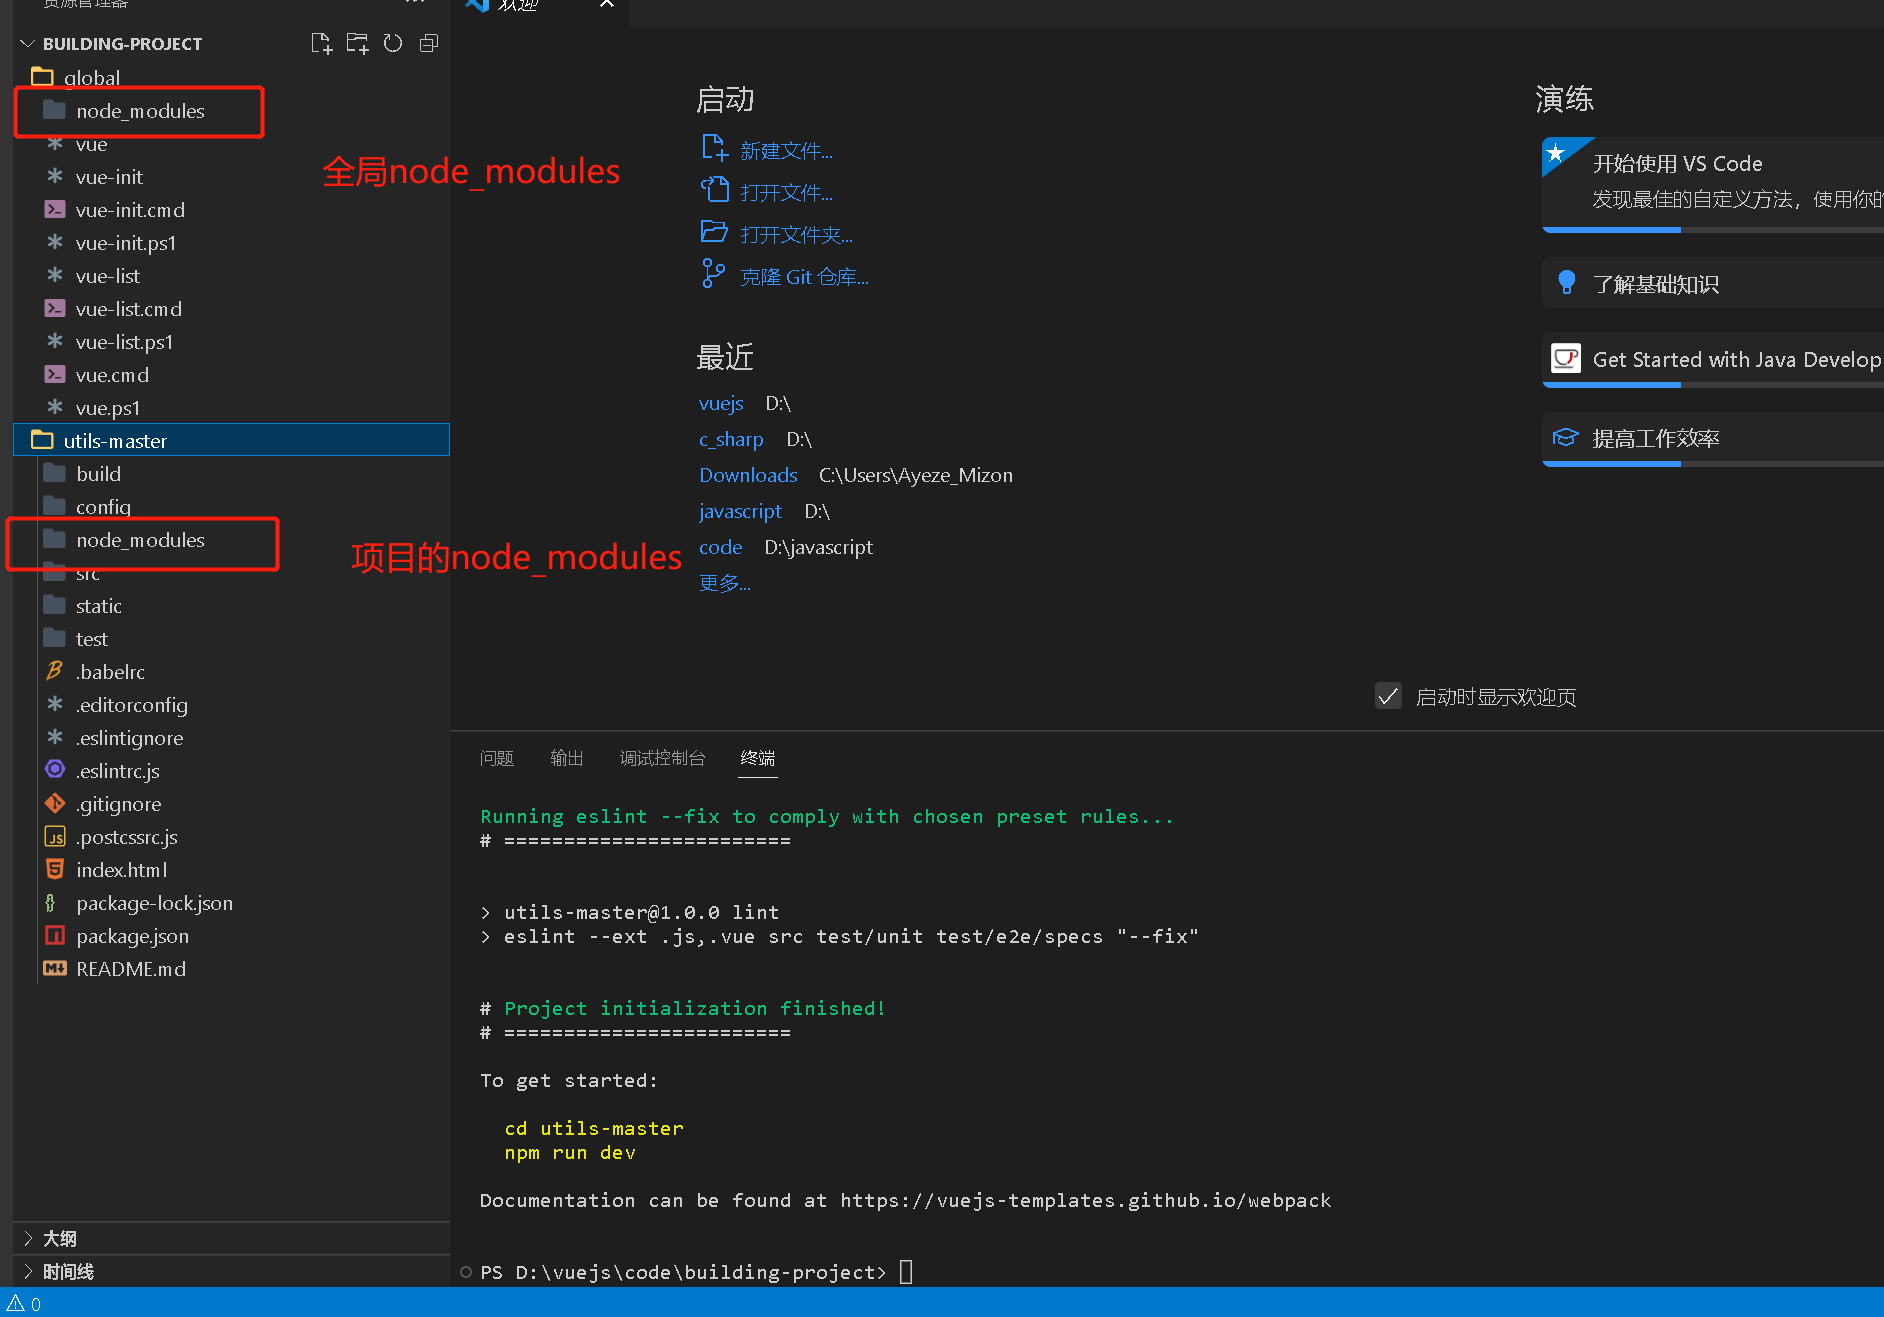 资源管理器
欢迎
BUILDING-PROJECT
global
node_modules
vue
vue-init
vue-init.cmd
vue-init.ps1
vue-list
vue-list.cmd
vue-list.ps1
vue.cmd
vue.ps1
utils-master
build
config
node_modules
src
static
test
.babelrc
.editorconfig
.eslintignore
.eslintrc.js
.gitignore
.postcssrc.js
index.html
package-lock.json
package.json
README.md
大纲
时间线
0
全局node_modules
项目的node_modules
启动
新建文件...
打开文件...
打开文件夹...
克隆 Git 仓库...
最近
vuejs D:\
c_sharp D:\
Downloads C:\Users\Ayeze_Mizon
javascript D:\
code D:\javascript
更多...
演练
开始使用 VS Code
发现最佳的自定义方法，使用你的
了解基础知识
Get Started with Java Develop
提高工作效率
启动时显示欢迎页
问题 输出 调试控制台 终端
Running eslint --fix to comply with chosen preset rules...
# ========================
> utils-master@1.0.0 lint
> eslint --ext .js,.vue src test/unit test/e2e/specs "--fix"
# Project initialization finished!
# ========================
To get started:
cd utils-master
npm run dev
Documentation can be found at https://vuejs-templates.github.io/webpack
PS D:\vuejs\code\building-project>